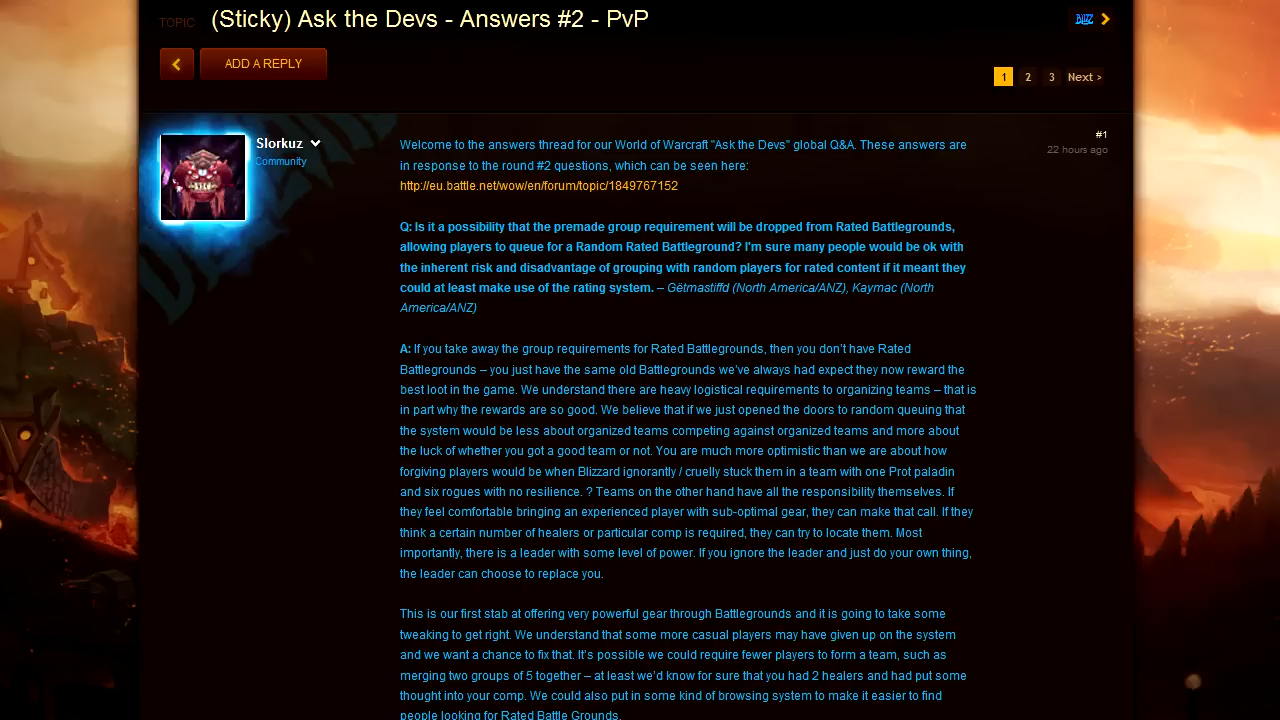 TOPIC (Sticky) Ask the Devs - Answers #2 - PvP
BLIZZ
ADD A REPLY
1 2 3 Next >
Slorkuz
Community
#1
22 hours ago
Welcome to the answers thread for our World of Warcraft "Ask the Devs" global Q&A. These answers are
in response to the round #2 questions, which can be seen here:
http://eu.battle.net/wow/en/forum/topic/1849767152
Q: Is it a possibility that the premade group requirement will be dropped from Rated Battlegrounds,
allowing players to queue for a Random Rated Battleground? I'm sure many people would be ok with
the inherent risk and disadvantage of grouping with random players for rated content if it meant they
could at least make use of the rating system. – Gëtmastiffd (North America/ANZ), Kaymac (North
America/ANZ)
A: If you take away the group requirements for Rated Battlegrounds, then you don’t have Rated
Battlegrounds – you just have the same old Battlegrounds we’ve always had expect they now reward the
best loot in the game. We understand there are heavy logistical requirements to organizing teams – that is
in part why the rewards are so good. We believe that if we just opened the doors to random queuing that
the system would be less about organized teams competing against organized teams and more about
the luck of whether you got a good team or not. You are much more optimistic than we are about how
forgiving players would be when Blizzard ignorantly / cruelly stuck them in a team with one Prot paladin
and six rogues with no resilience. ? Teams on the other hand have all the responsibility themselves. If
they feel comfortable bringing an experienced player with sub-optimal gear, they can make that call. If they
think a certain number of healers or particular comp is required, they can try to locate them. Most
importantly, there is a leader with some level of power. If you ignore the leader and just do your own thing,
the leader can choose to replace you.
This is our first stab at offering very powerful gear through Battlegrounds and it is going to take some
tweaking to get right. We understand that some more casual players may have given up on the system
and we want a chance to fix that. It’s possible we could require fewer players to form a team, such as
merging two groups of 5 together – at least we’d know for sure that you had 2 healers and had put some
thought into your comp. We could also put in some kind of browsing system to make it easier to find
people looking for Rated Battle Grounds.